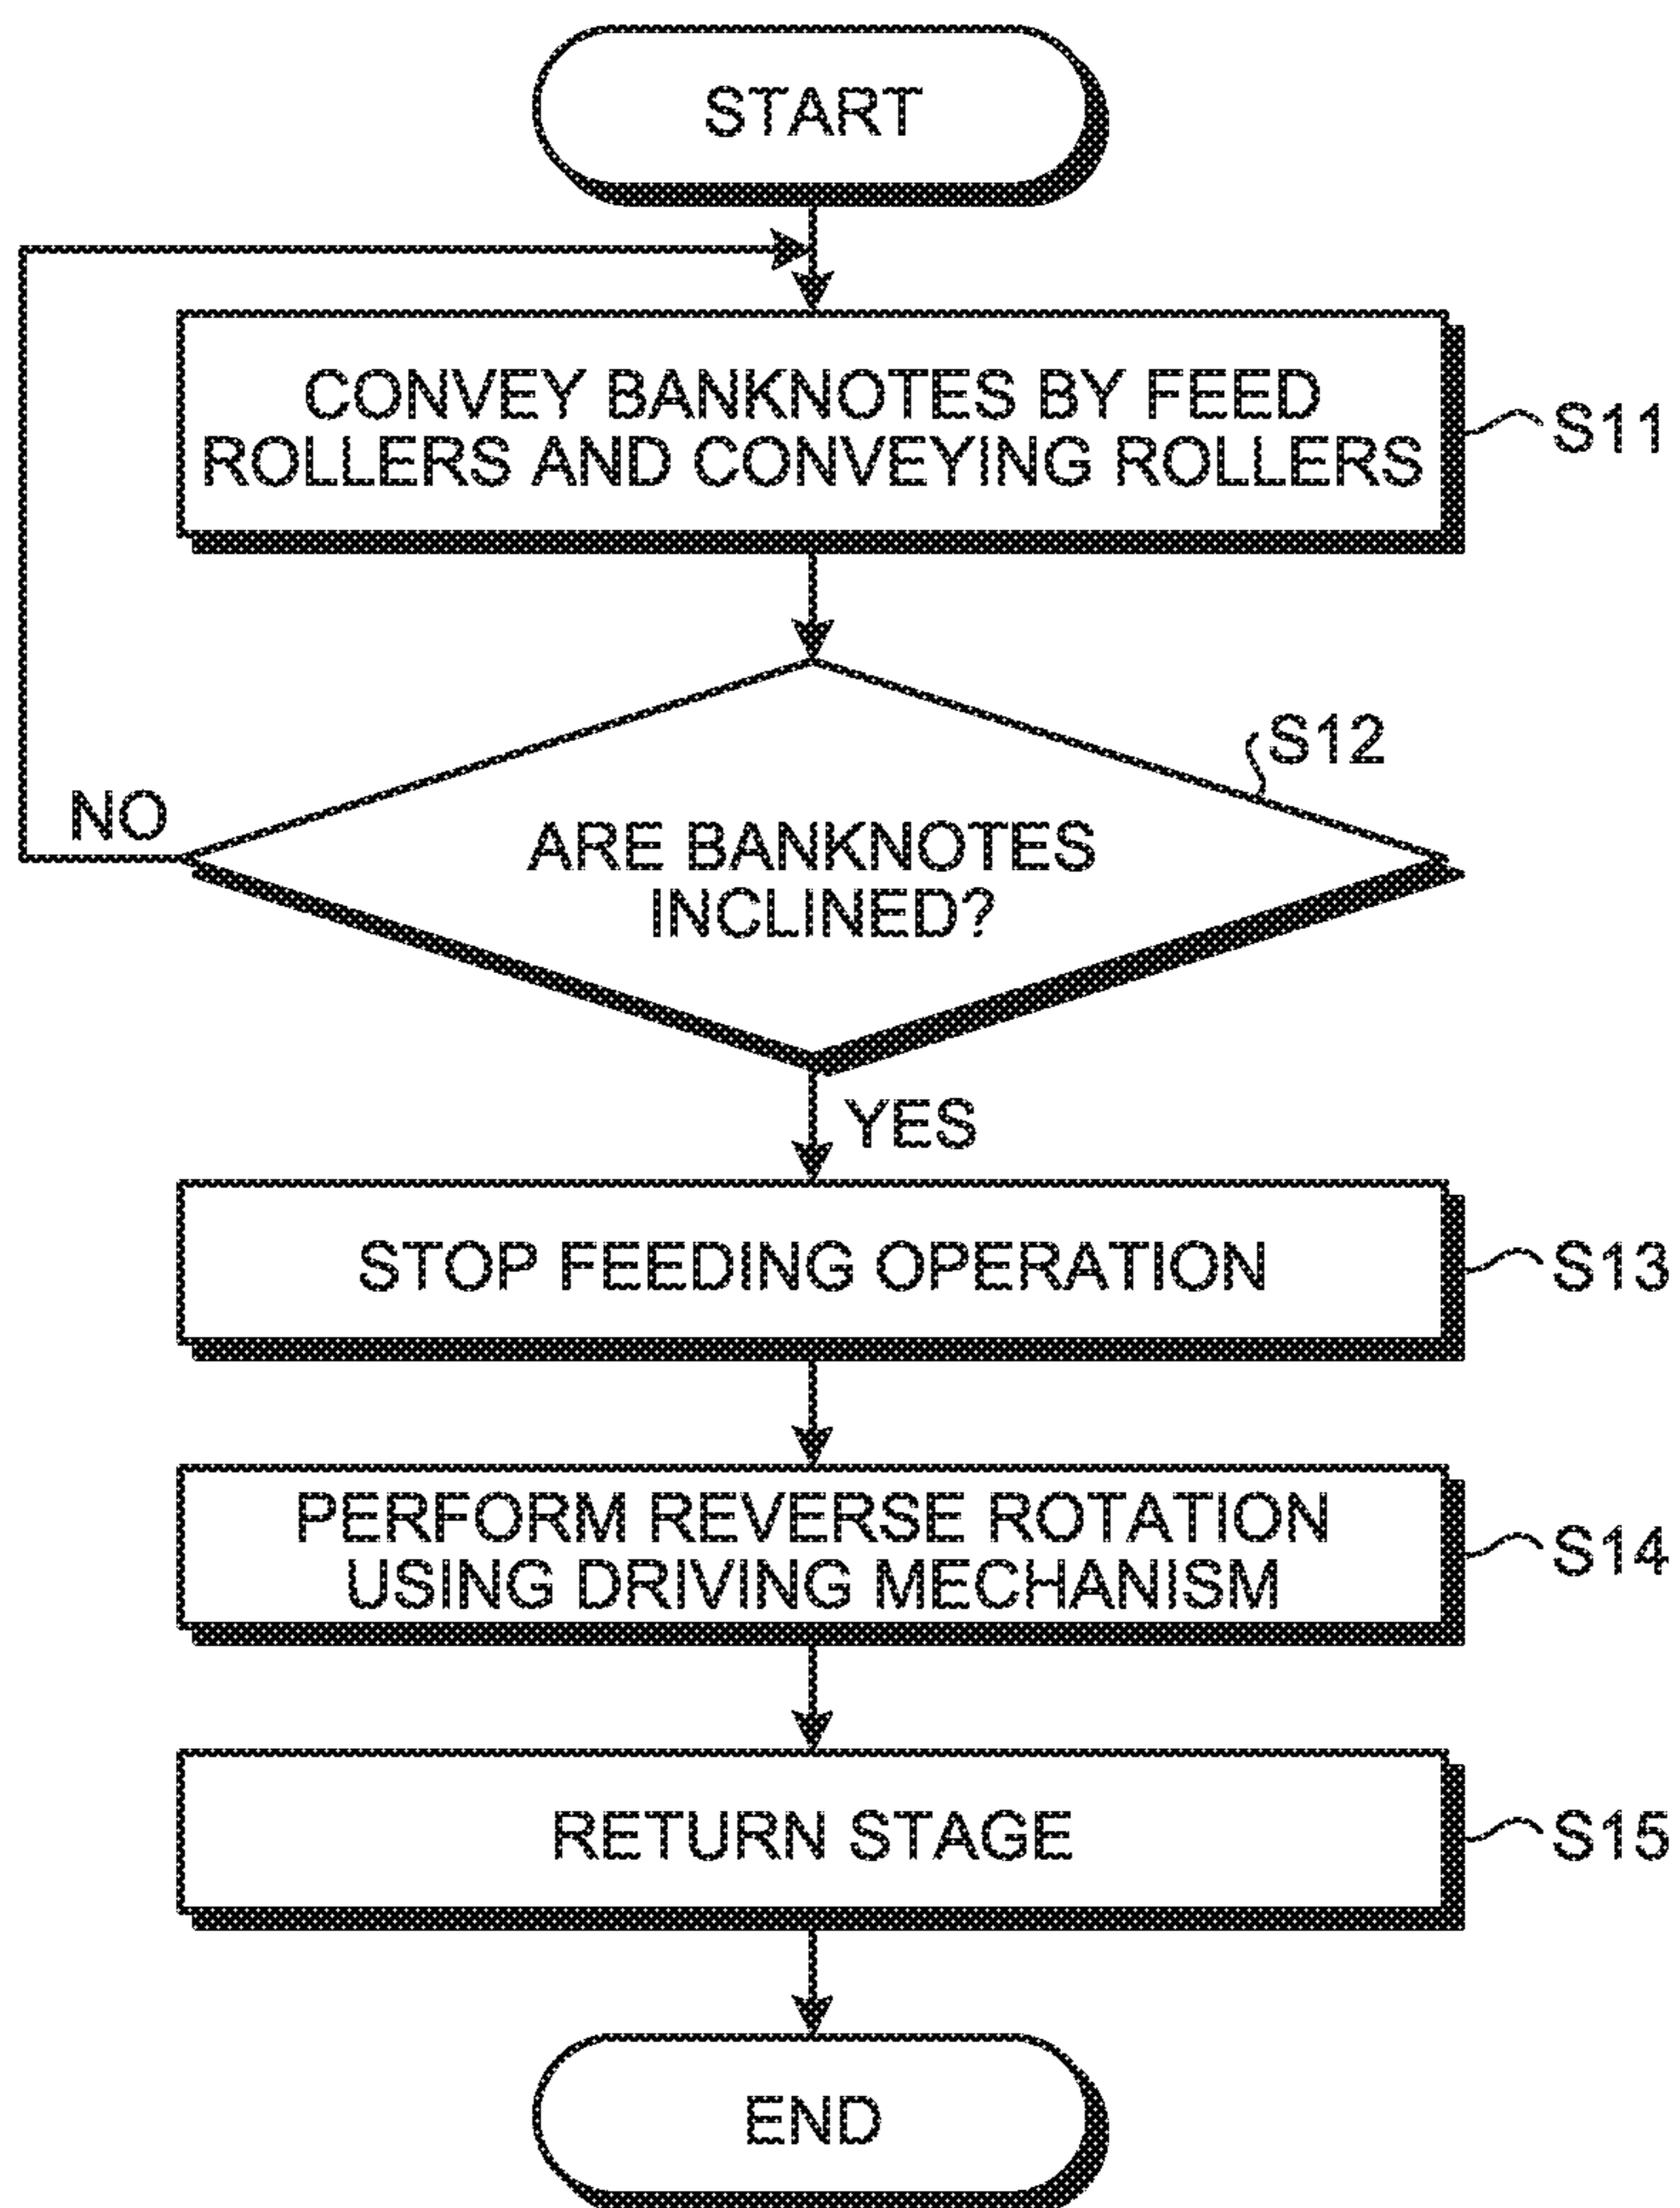 START
CONVEY BANKNOTES BY FEED
ROLLERS AND CONVEYING ROLLERS
S11
S12
NO
ARE BANKNOTES
INCLINED?
YES
STOP FEEDING OPERATION
S13
PERFORM REVERSE ROTATION
USING DRIVING MECHANISM
S14
RETURN STAGE
S15
END